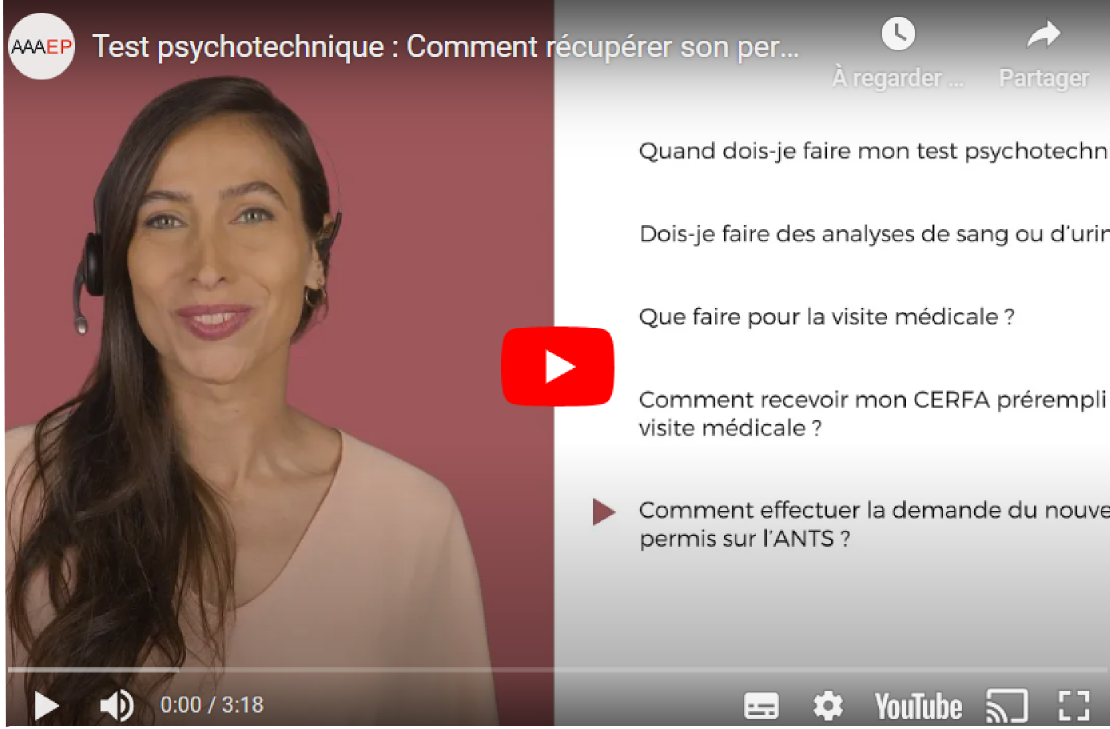 AAAEP
Test psychotechnique : Comment récupérer son per...
À regarder ...
Partager
Quand dois-je faire mon test psychotechn
Dois-je faire des analyses de sang ou d'urin
Que faire pour la visite médicale ?
Comment recevoir mon CERFA prérempli
visite médicale ?
Comment effectuer la demande du nouve
permis sur l'ANTS ?
0:00 / 3:18
YouTube